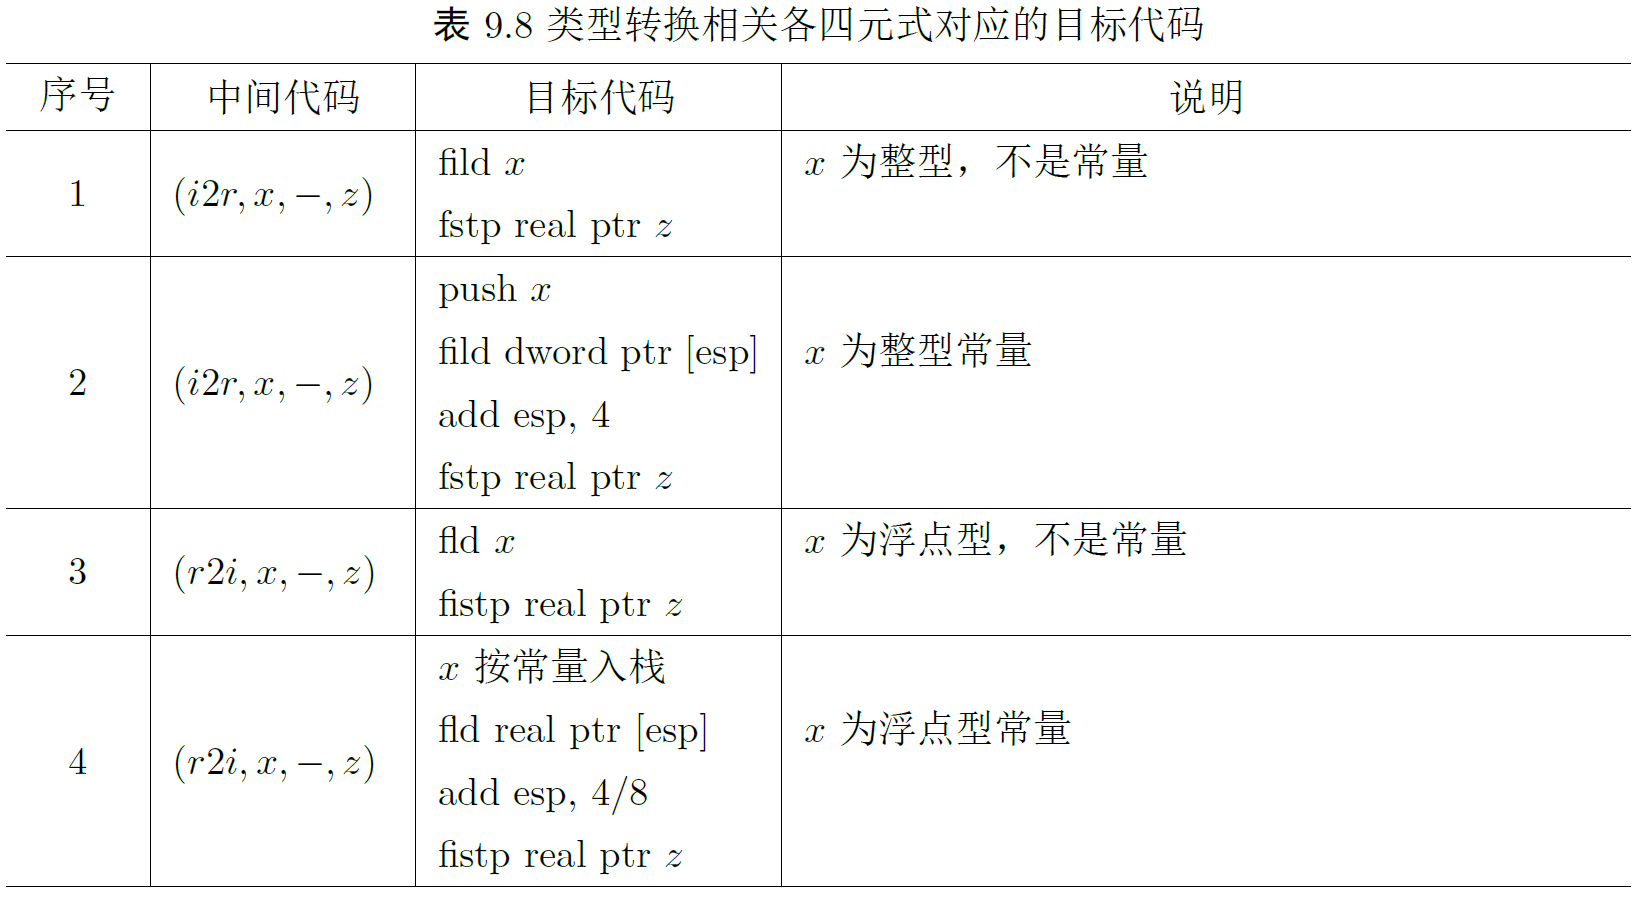 表 9.8 类型转换相关各四元式对应的目标代码
序号 中间代码 目标代码 说明
1 (i2r, x, −, z) fild x x 为整型，不是常量
fstp real ptr z
2 (i2r, x, −, z) push x
fild dword ptr [esp] x 为整型常量
add esp, 4
fstp real ptr z
3 (r2i, x, −, z) fld x x 为浮点型，不是常量
fistp real ptr z
4 (r2i, x, −, z) x 按常量入栈
fld real ptr [esp] x 为浮点型常量
add esp, 4/8
fistp real ptr z